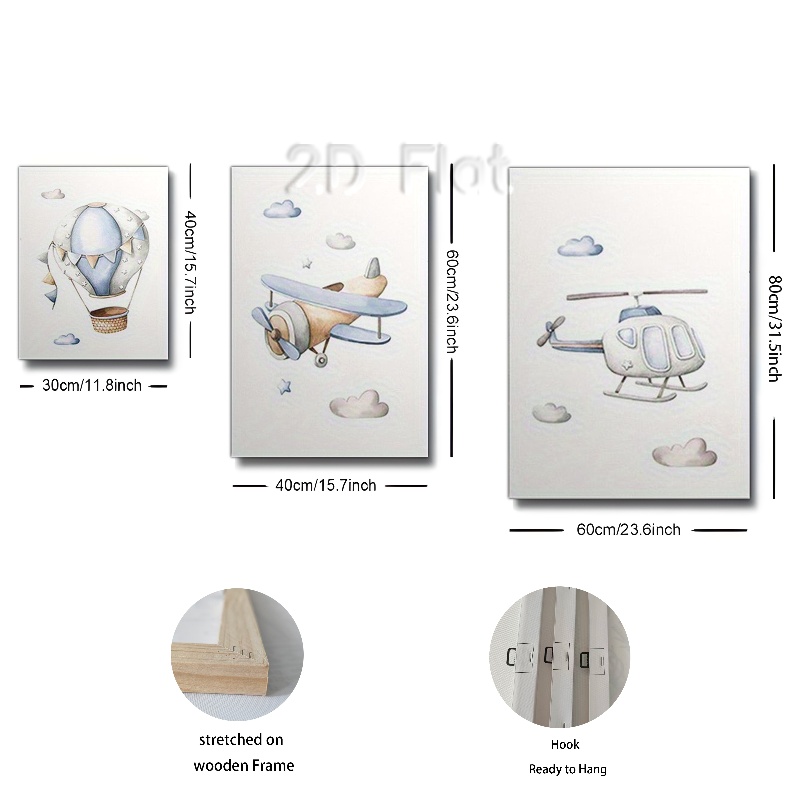 2D Flat
40cm/15.7inch
30cm/11.8inch
60cm/23.6inch
40cm/15.7inch
80cm/31.5inch
60cm/23.6inch
stretched on
wooden Frame
Hook
Ready to Hang